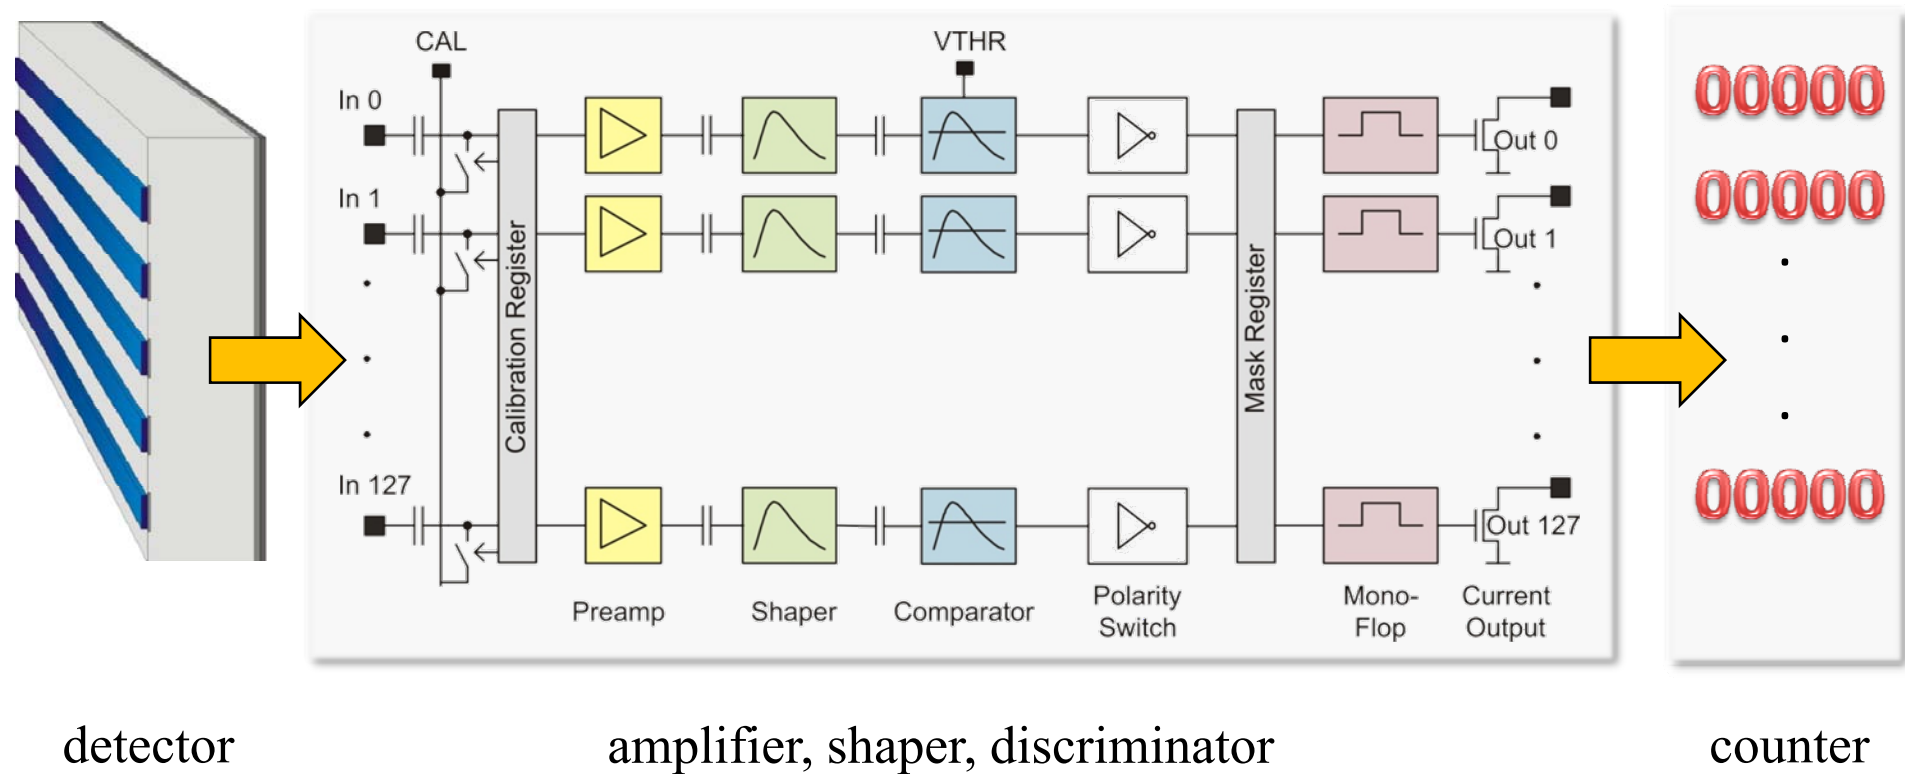 CAL
VTHR
In 0
Out 0
In 1
Out 1
Calibration Register
Mask Register
In 127
Out 127
Preamp
Shaper
Comparator
Polarity
Switch
Mono-
Flop
Current
Output
00000
00000
00000
detector
amplifier, shaper, discriminator
counter